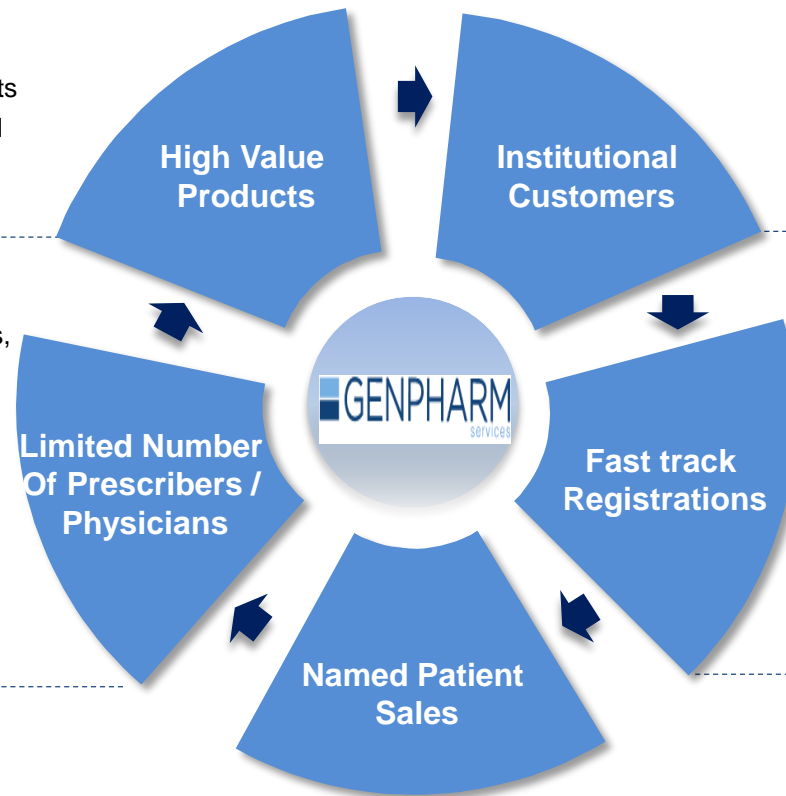 High Value
Products
Institutional
Customers
GENPHARM
services
Limited Number
Of Prescribers /
Physicians
Fast track
Registrations
Named Patient
Sales